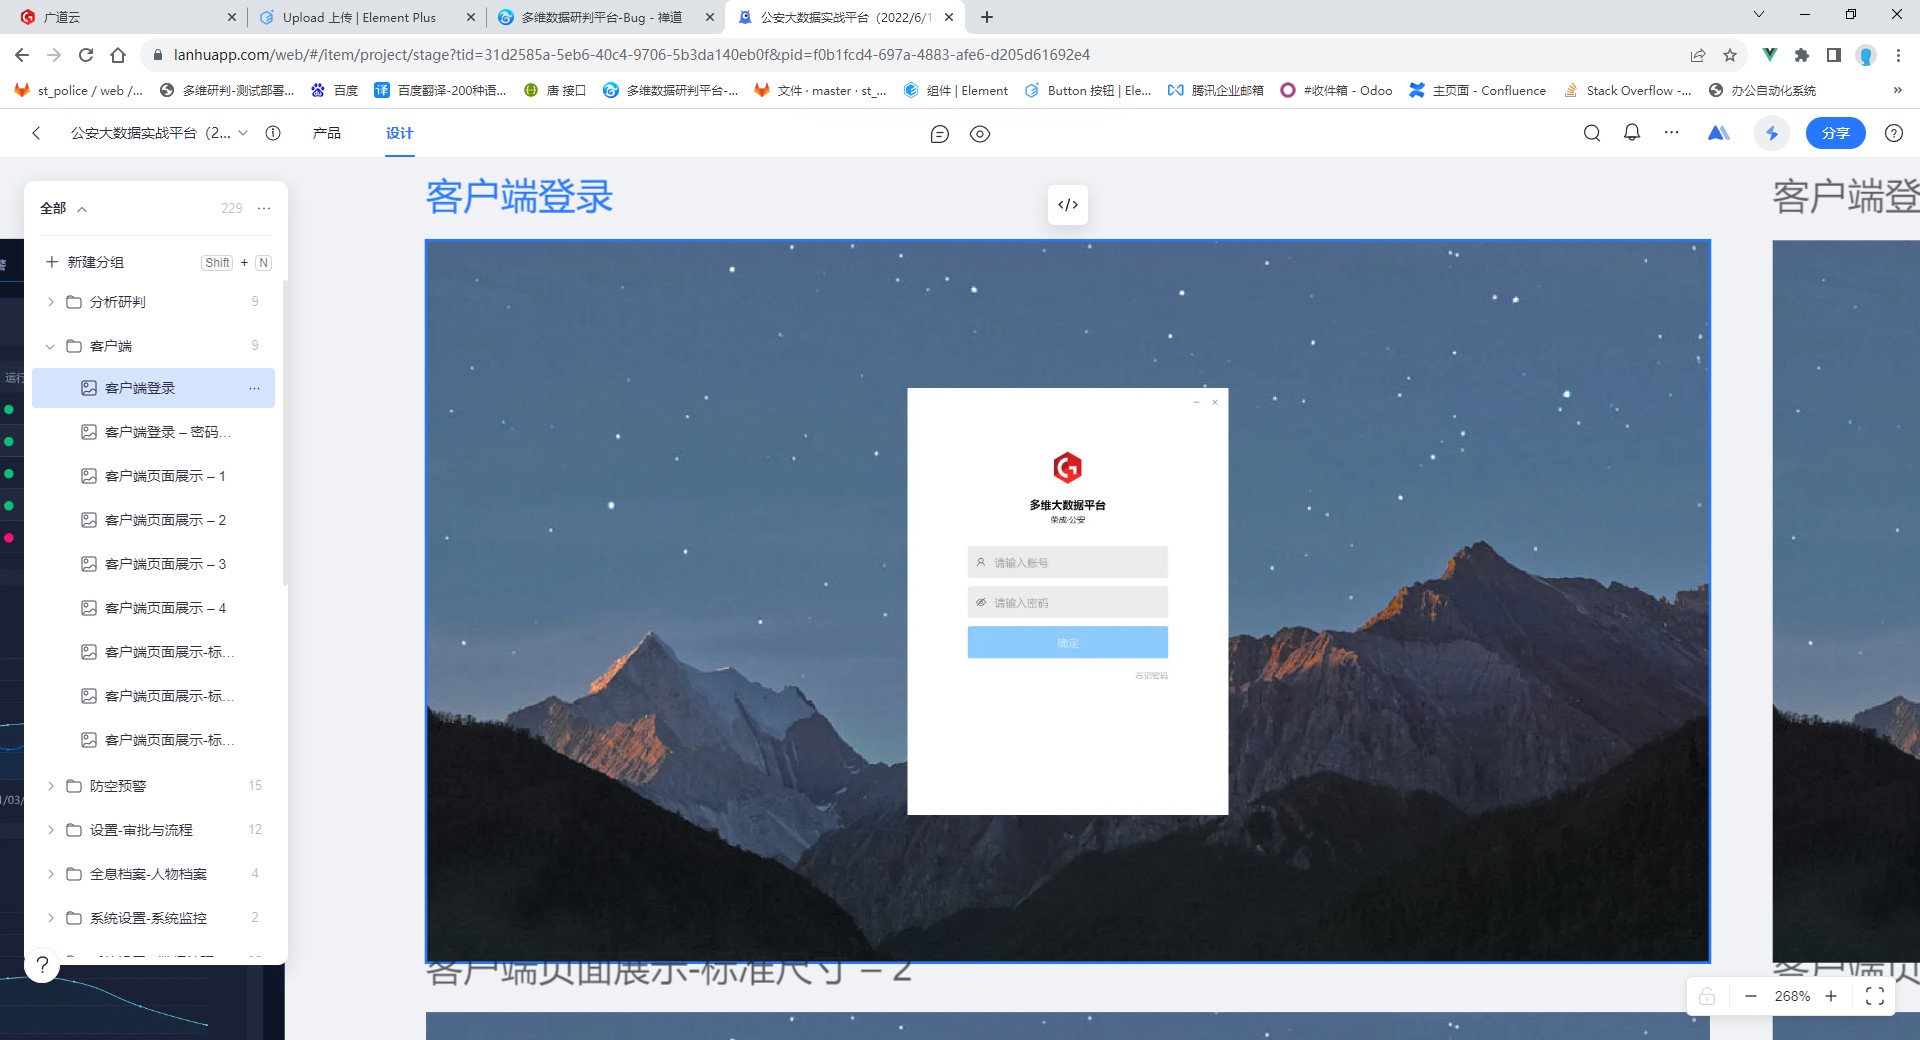 广道云
Upload 上传 | Element Plus
多维数据研判平台-Bug - 禅道
公安大数据实战平台（2022/6/1
lanhuapp.com/web/#/item/project/stage?tid=31d2585a-5eb6-40c4-9706-5b3da140eb0f&pid=f0b1fcd4-697a-4883-afe6-d205d61692e4
st_police / web /...
多维研判-测试部署...
百度
译 百度翻译-200种语...
唐 接口
多维数据研判平台-...
文件 · master · st_...
组件 | Element
Button 按钮 | Ele...
腾讯企业邮箱
#收件箱 - Odoo
主页面 - Confluence
Stack Overflow -...
办公自动化系统
公安大数据实战平台（2...
产品
设计
分享
全部
229
新建分组
Shift + N
分析研判 9
客户端 9
客户端登录
客户端登录 – 密码...
客户端页面展示 – 1
客户端页面展示 – 2
客户端页面展示 – 3
客户端页面展示 – 4
客户端页面展示-标...
客户端页面展示-标...
客户端页面展示-标...
防空预警 15
设置-审批与流程 12
全息档案-人物档案 4
系统设置-系统监控 2
运行
1/03/
客户端登录
客户端登
多维大数据平台
荣成·公安
请输入账号
请输入密码
确定
忘记密码
客户端页面展示-标准尺寸 – 2
客户端页
268%